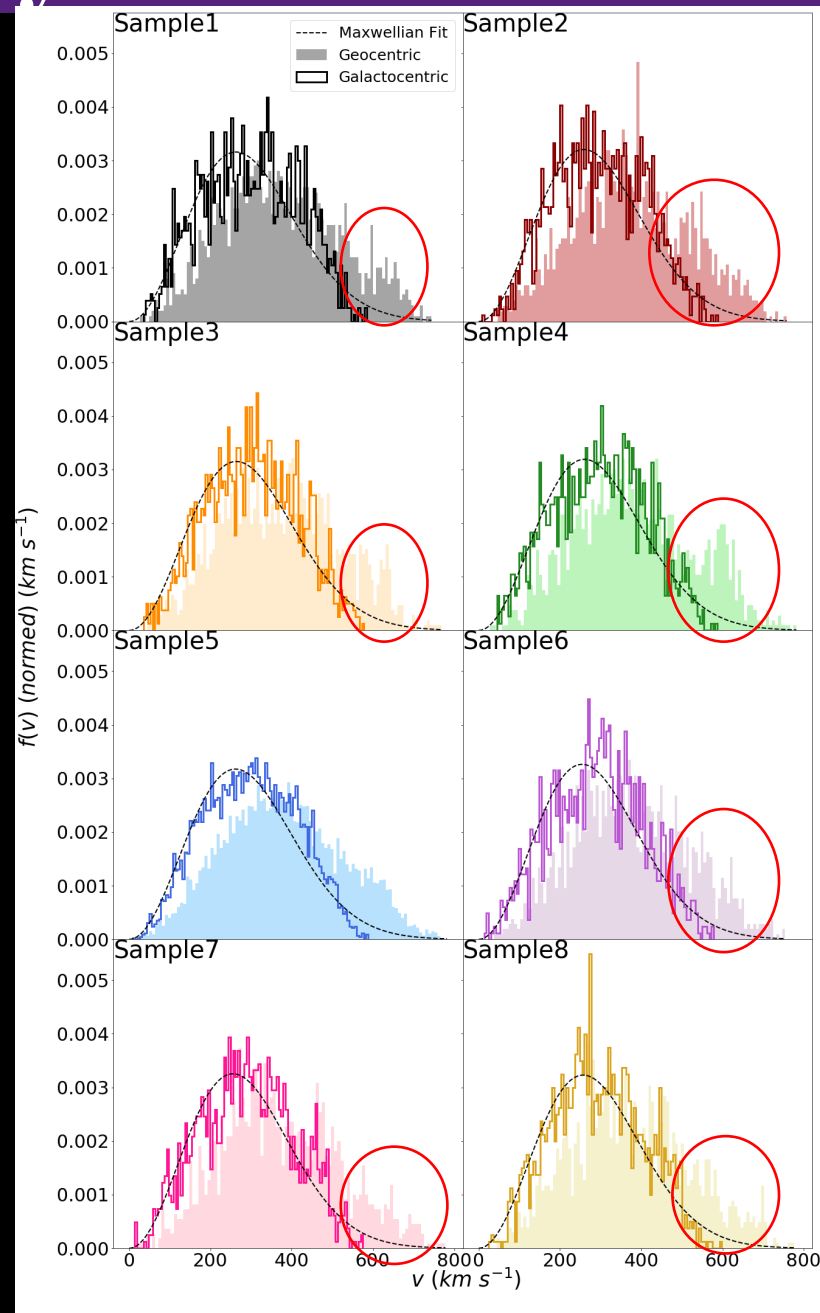 Sample1
Sample2
Maxwellian Fit
Geocentric
Galactocentric
0.005
0.004
0.003
0.002
0.001
0.000
Sample3
Sample4
0.005
0.004
0.003
0.002
0.001
0.000
Sample5
Sample6
0.005
0.004
0.003
0.002
0.001
0.000
Sample7
Sample8
0.005
0.004
0.003
0.002
0.001
0.000
f(v) (normed) (km s⁻¹)
0 200 400 600 800 200 400 600 800
v (km s⁻¹)